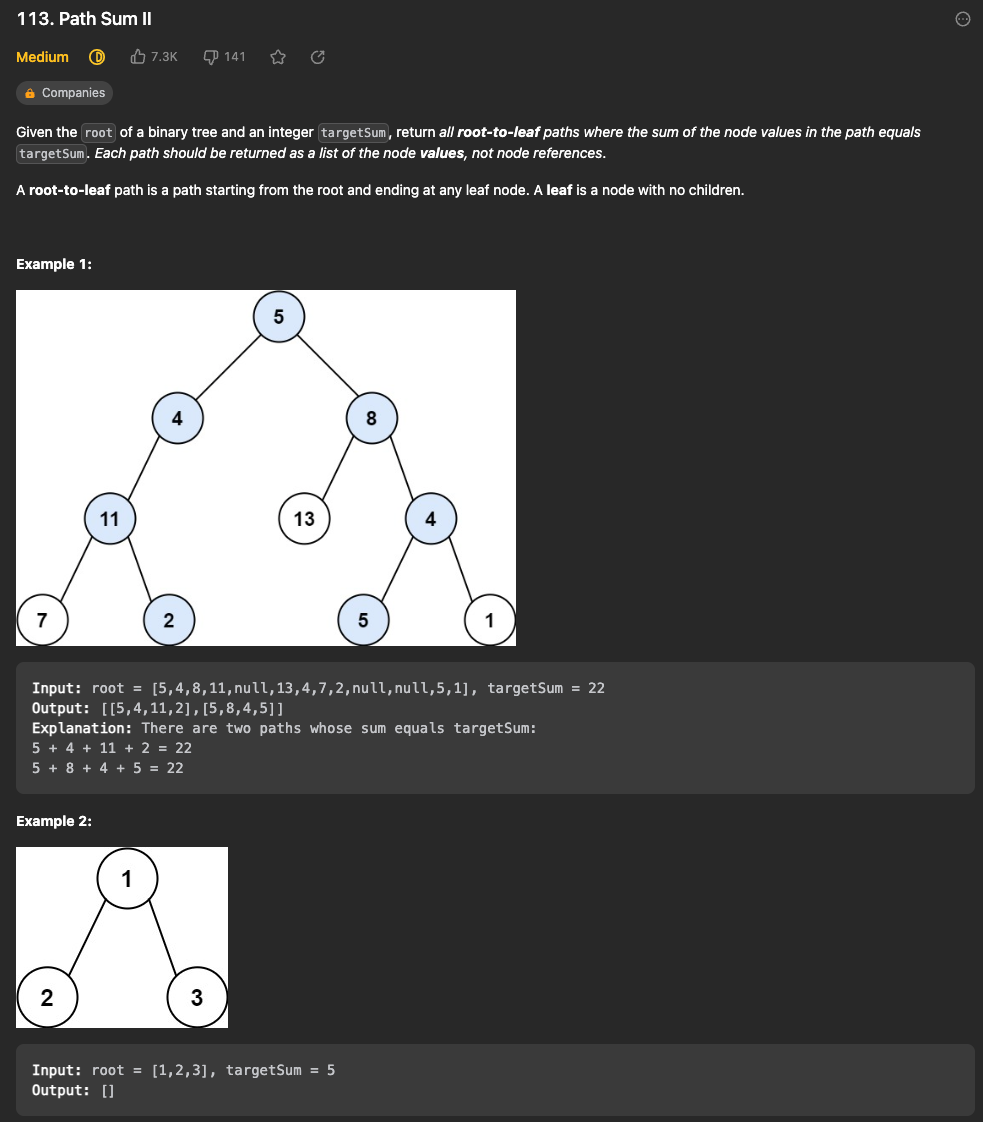 113. Path Sum II
Medium 7.3K 141
Companies
Given the root of a binary tree and an integer targetSum, return all root-to-leaf paths where the sum of the node values in the path equals
targetSum. Each path should be returned as a list of the node values, not node references.
A root-to-leaf path is a path starting from the root and ending at any leaf node. A leaf is a node with no children.
Example 1:
5
4 8
11 13 4
7 2 5 1
Input: root = [5,4,8,11,null,13,4,7,2,null,null,5,1], targetSum = 22
Output: [[5,4,11,2],[5,8,4,5]]
Explanation: There are two paths whose sum equals targetSum:
5 + 4 + 11 + 2 = 22
5 + 8 + 4 + 5 = 22
Example 2:
1
2 3
Input: root = [1,2,3], targetSum = 5
Output: []